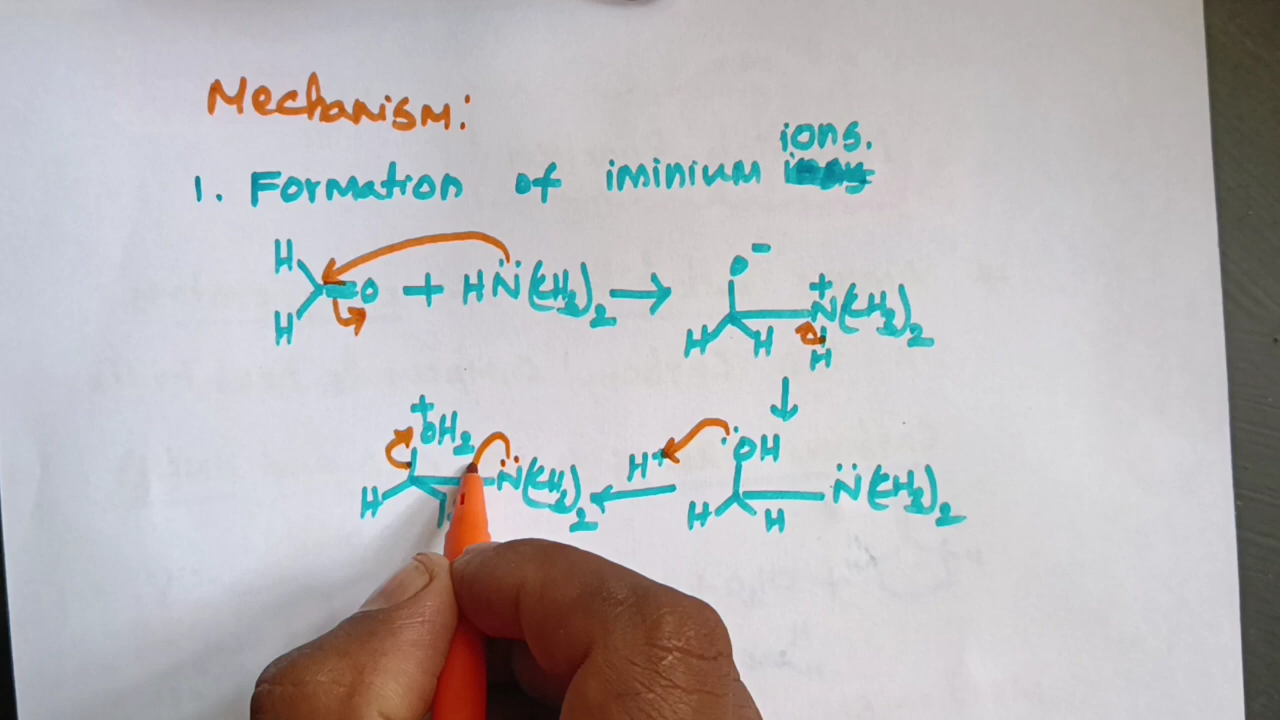 Mechanism:
ions.
1. Formation of iminium
H
H
O + HN(CH3)2 → 
O-
H H N+(CH3)2
H
↓
+OH2
H N(CH3)2
H+
←
OH
H H N(CH3)2